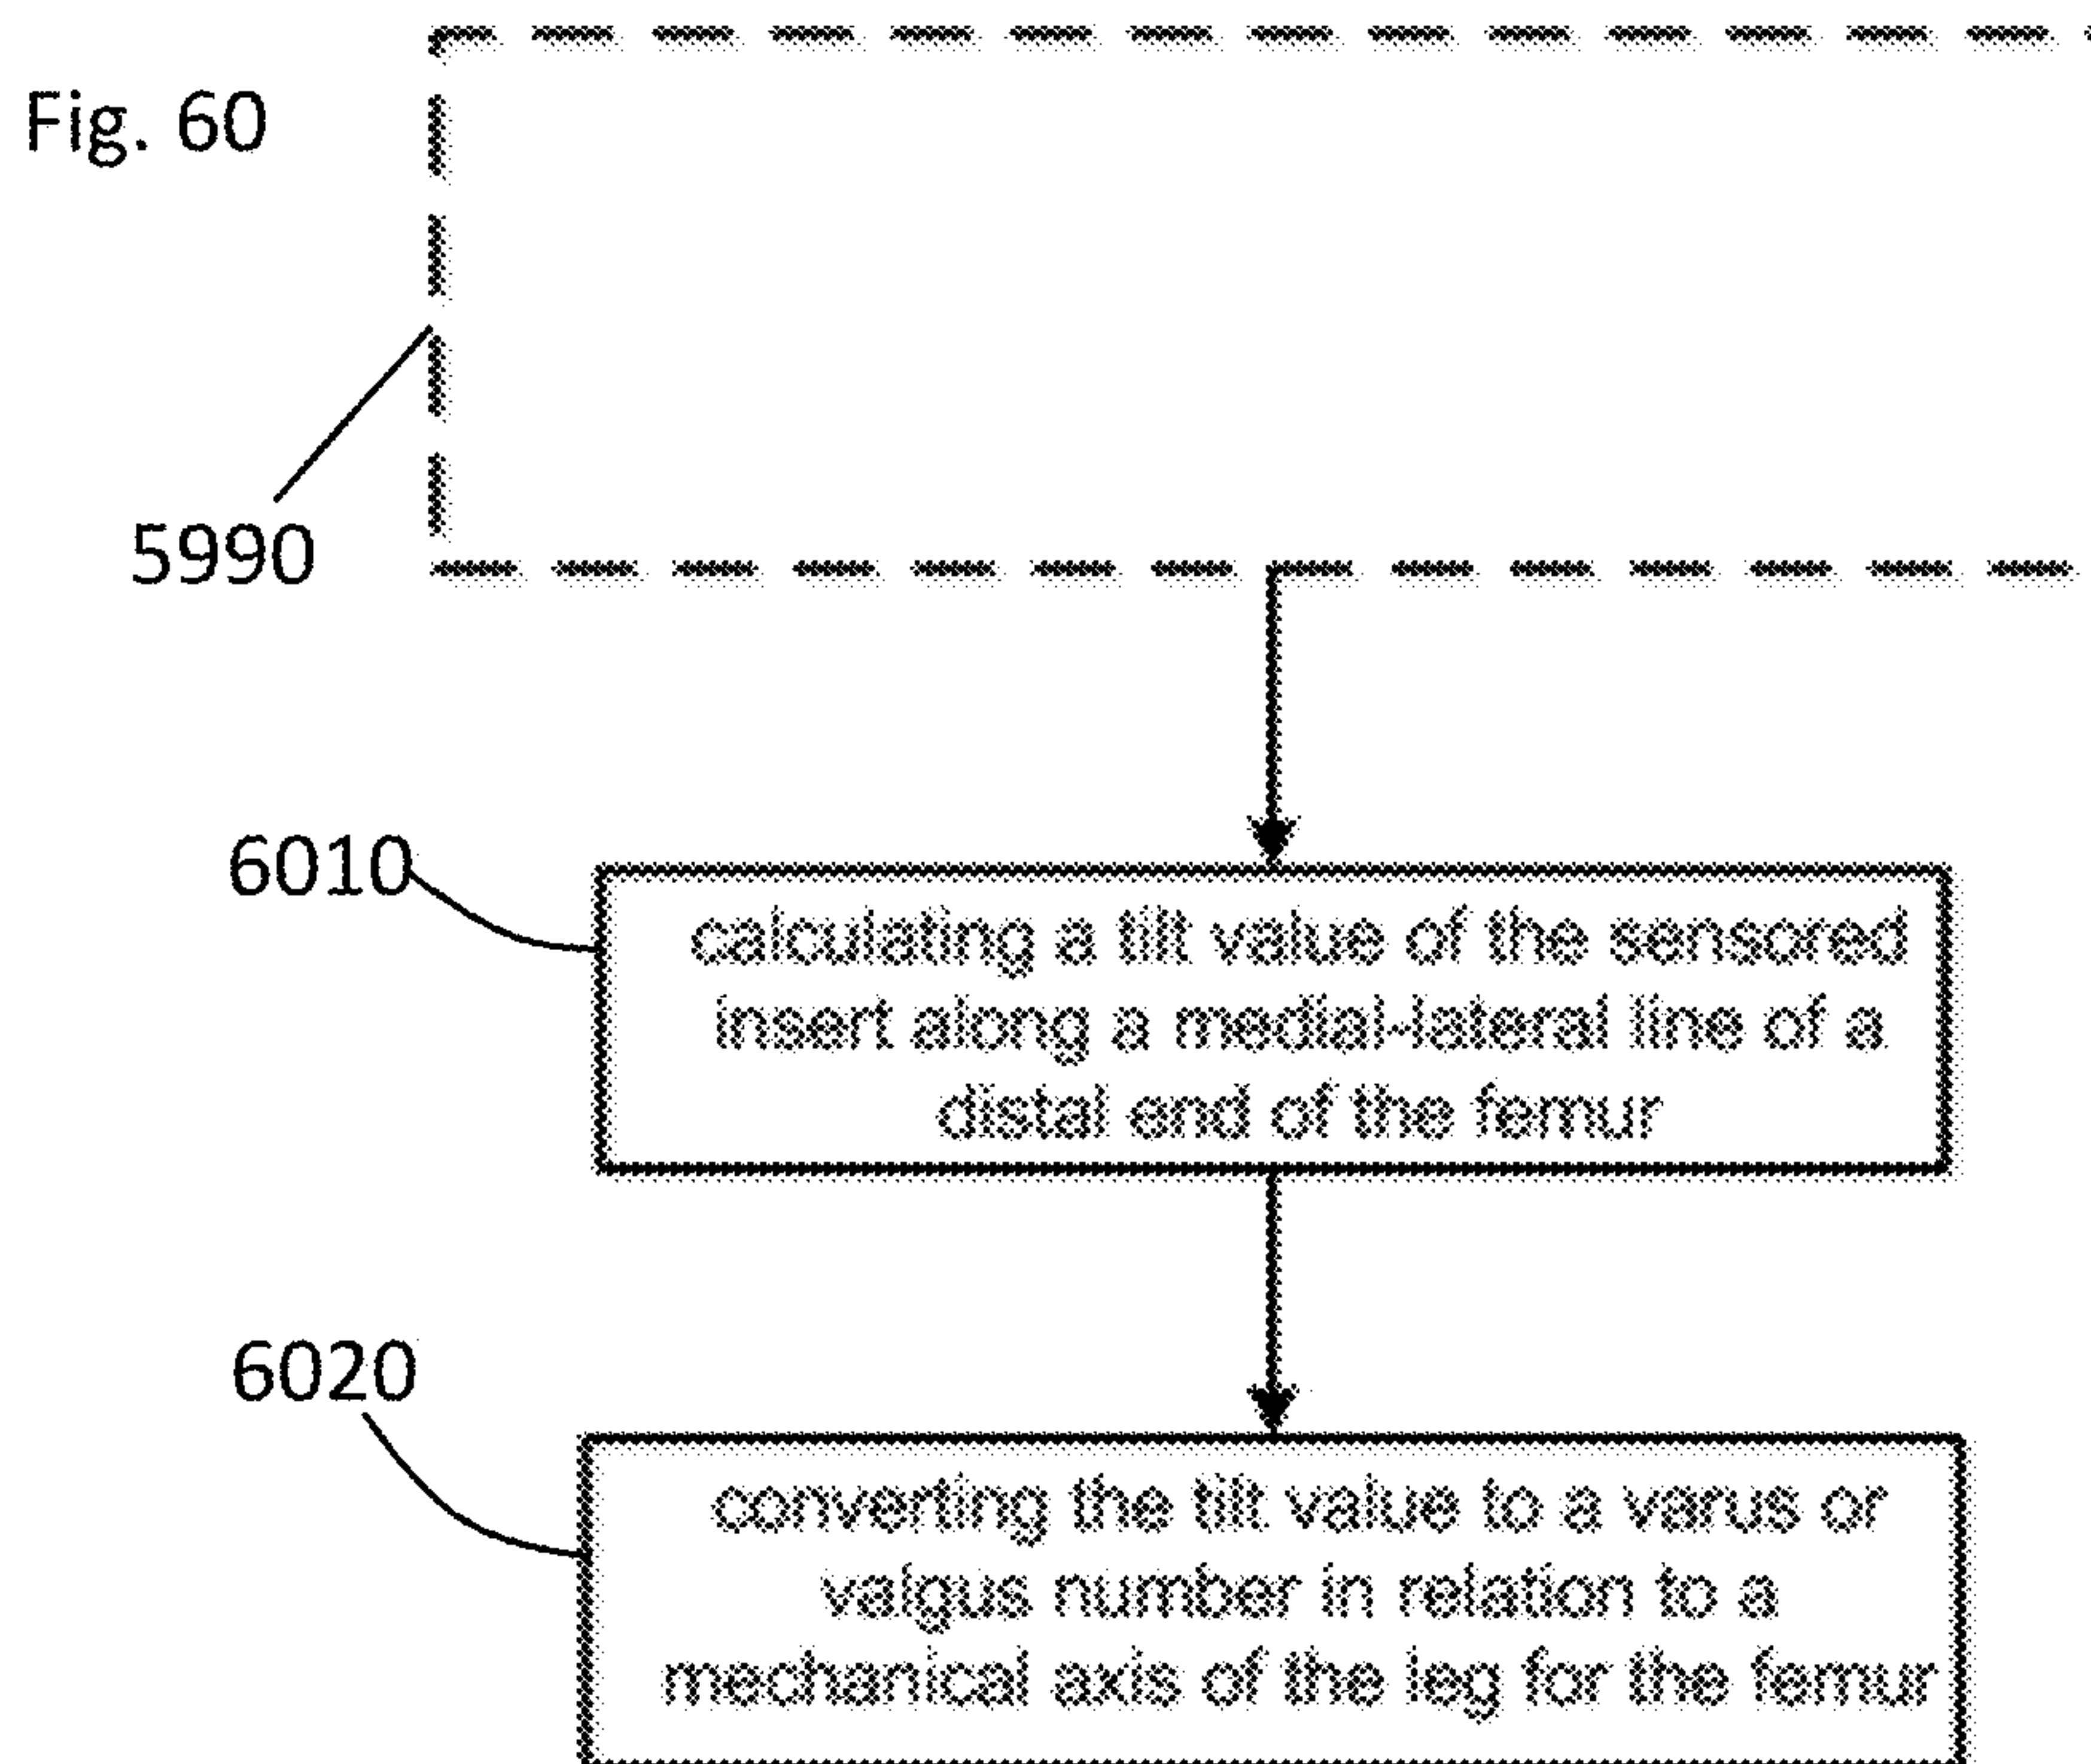 Fig. 60
5990
6010
calculating a tilt value of the sensored
insert along a medial-lateral line of a
distal end of the femur
6020
converting the tilt value to a varus or
valgus number in relation to a
mechanical axis of the leg for the femur